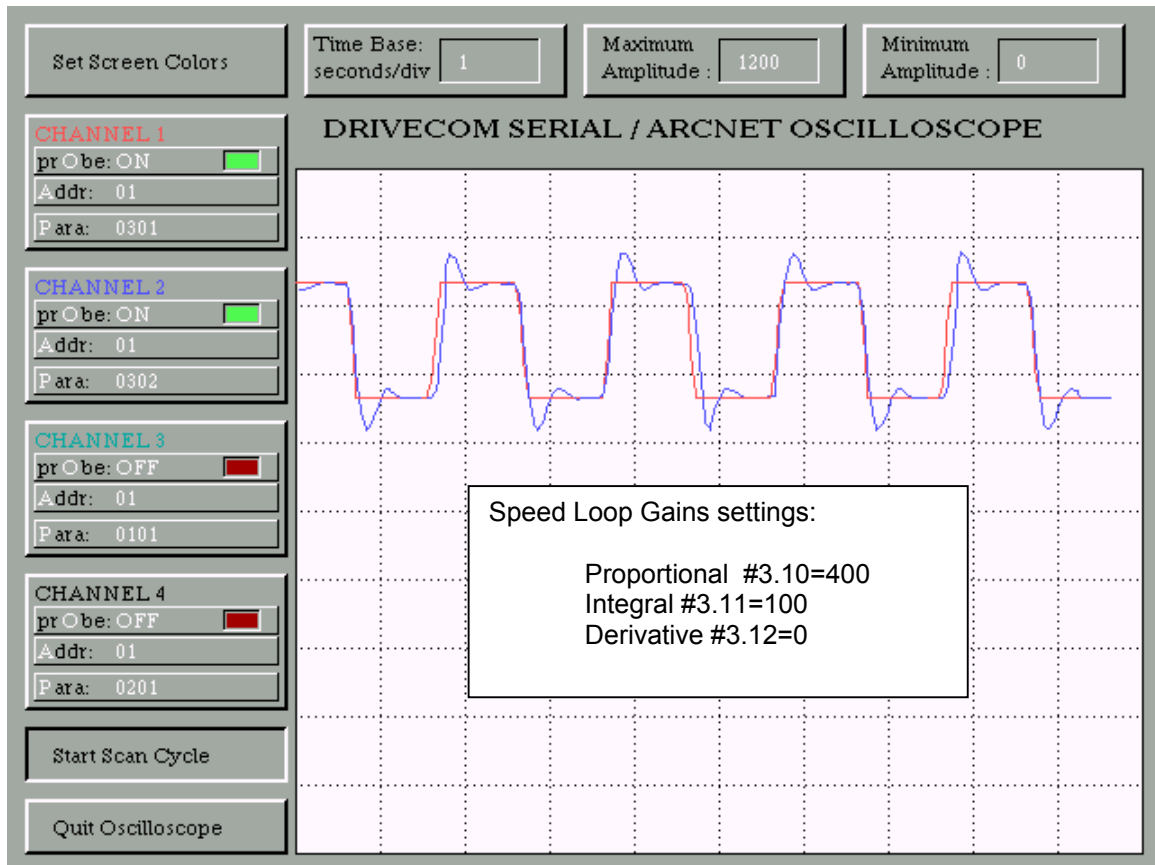 Set Screen Colors
Time Base:
seconds/div 1
Maximum
Amplitude : 1200
Minimum
Amplitude : 0
DRIVECOM SERIAL / ARCNET OSCILLOSCOPE
CHANNEL 1
prObe: ON
Addr: 01
Para: 0301
CHANNEL 2
prObe: ON
Addr: 01
Para: 0302
CHANNEL 3
prObe: OFF
Addr: 01
Para: 0101
CHANNEL 4
prObe: OFF
Addr: 01
Para: 0201
Start Scan Cycle
Quit Oscilloscope
Speed Loop Gains settings:
Proportional #3.10=400
Integral #3.11=100
Derivative #3.12=0